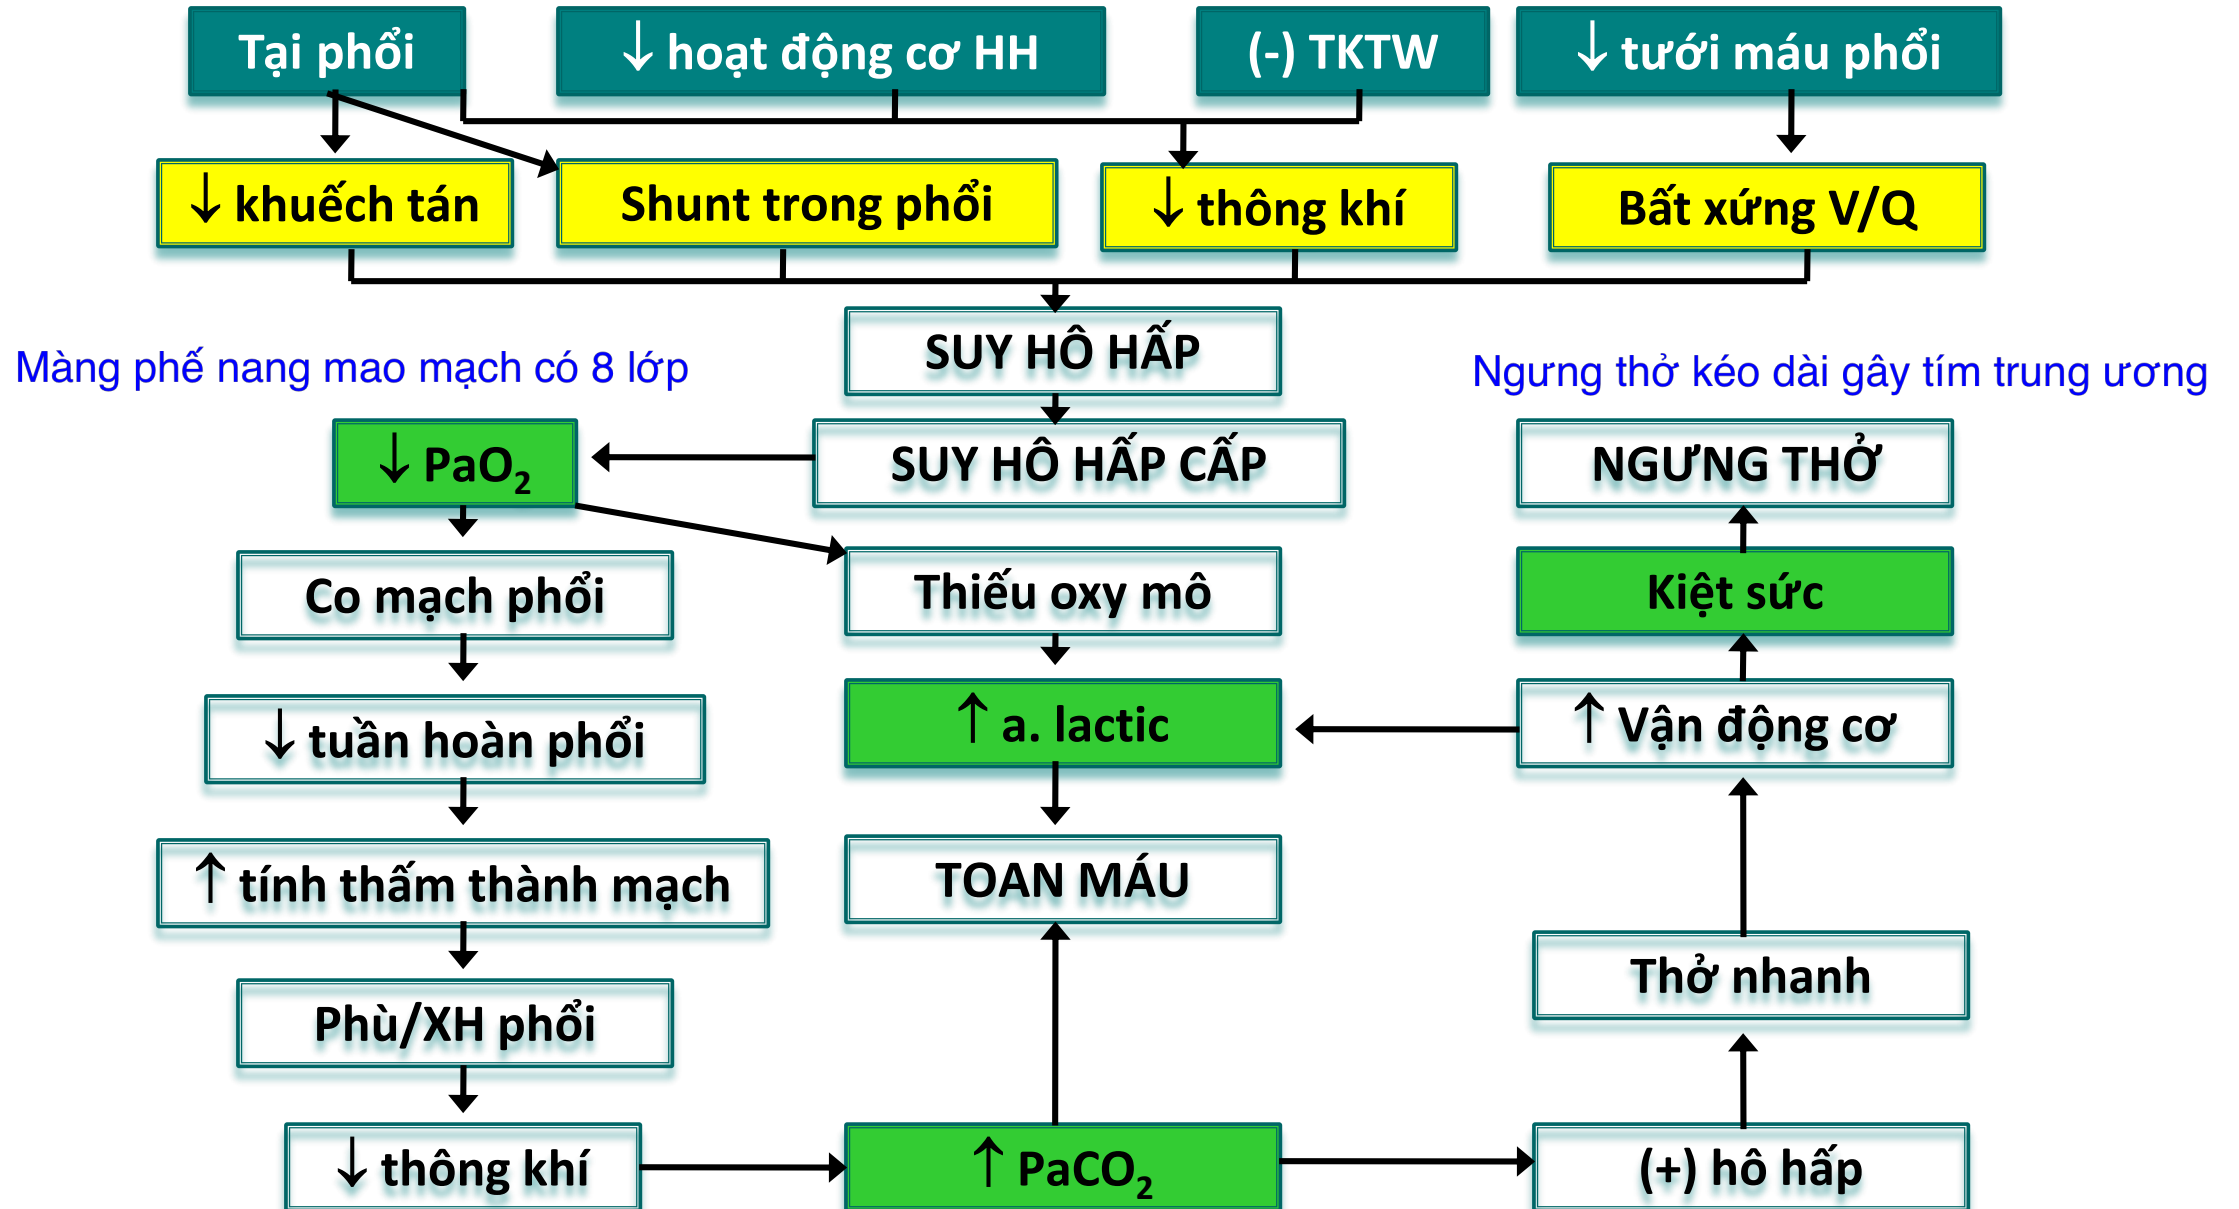 Tại phổi
↓ hoạt động cơ HH
(-) TKTW
↓ tưới máu phổi
↓ khuếch tán
Shunt trong phổi
↓ thông khí
Bất xứng V/Q
SUY HÔ HẤP
Màng phế nang mao mạch có 8 lớp
Ngưng thở kéo dài gây tím trung ương
↓ PaO₂
SUY HÔ HẤP CẤP
NGƯNG THỞ
Co mạch phổi
Thiếu oxy mô
Kiệt sức
↓ tuần hoàn phổi
↑ a. lactic
↑ Vận động cơ
↑ tính thấm thành mạch
TOAN MÁU
Thở nhanh
Phù/XH phổi
↓ thông khí
↑ PaCO₂
(+) hô hấp